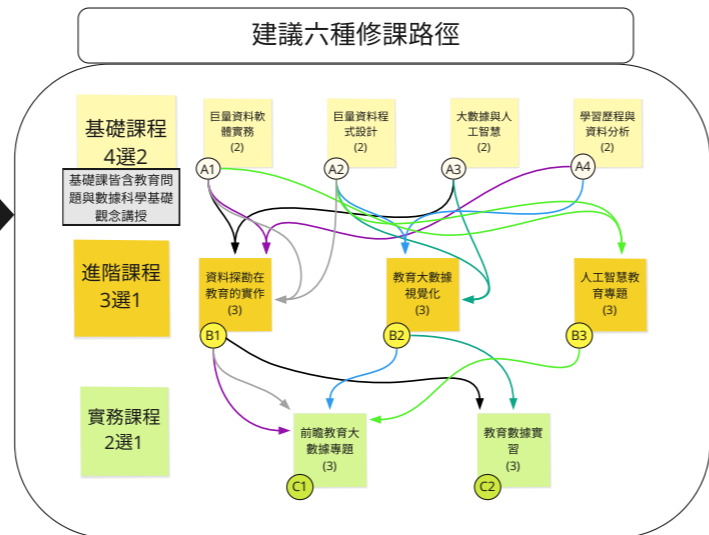 建議六種修課路徑
基礎課程
4選2
基礎課皆含教育問
題與數據科學基礎
觀念講授
巨量資料軟
體實務
(2)
A1
巨量資料程
式設計
(2)
A2
大數據與人
工智慧
(2)
A3
學習歷程與
資料分析
(2)
A4
進階課程
3選1
資料探勘在
教育的實作
(3)
B1
教育大數據
視覺化
(3)
B2
人工智慧教
育專題
(3)
B3
實務課程
2選1
前瞻教育大
數據專題
(3)
C1
教育數據實
習
(3)
C2